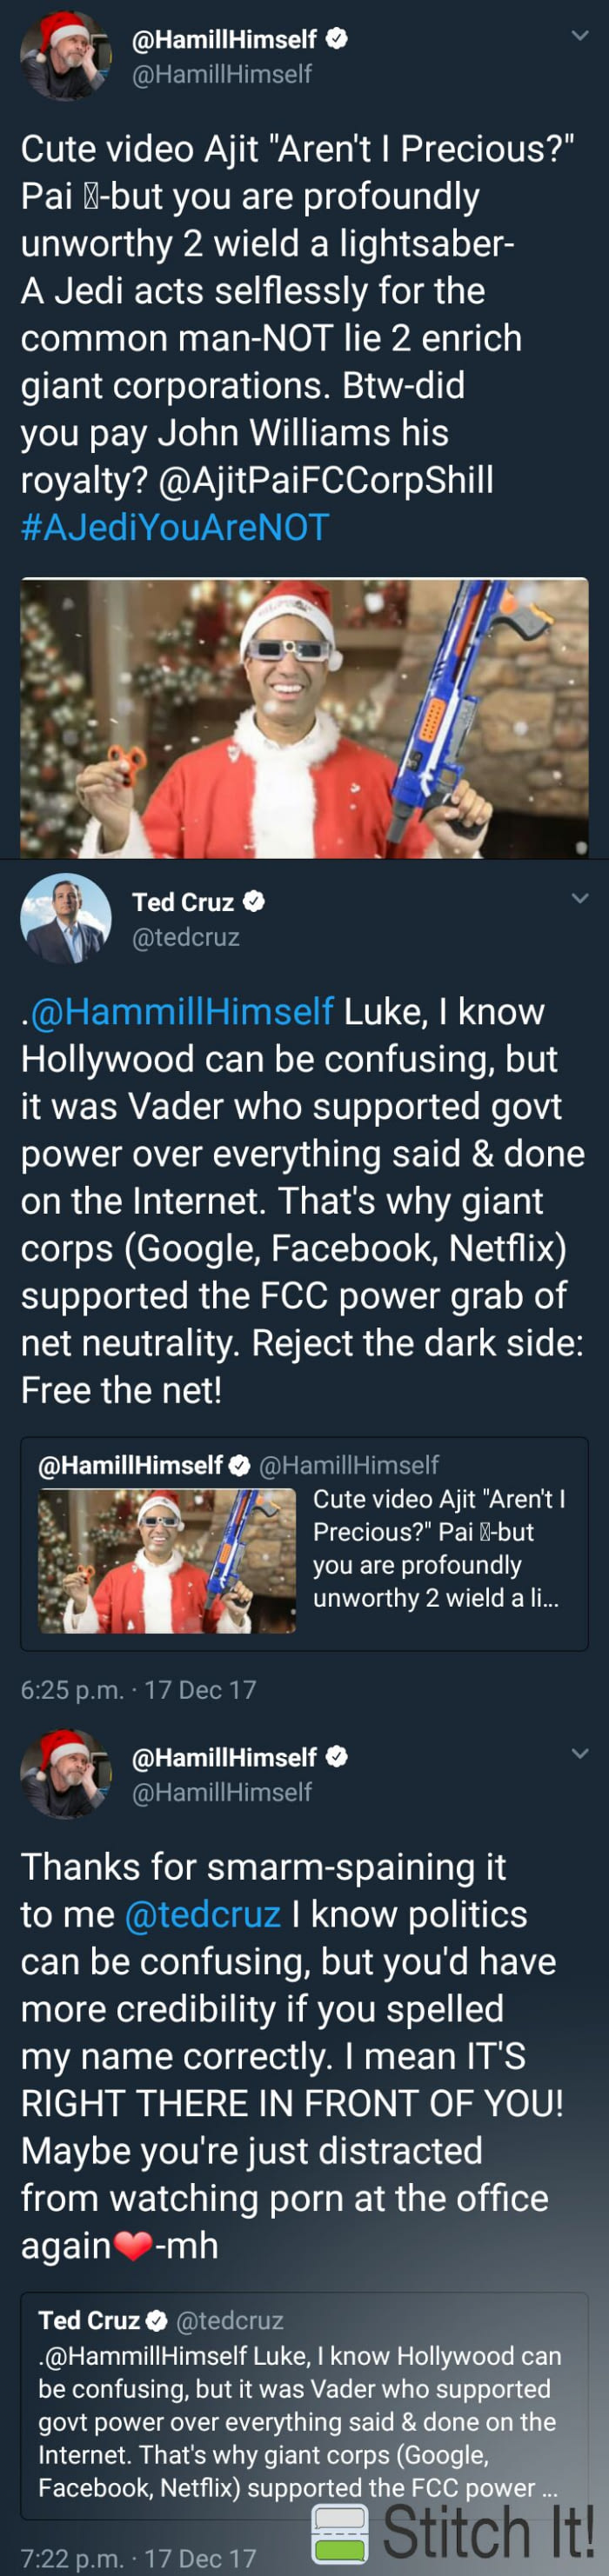 @HamillHimself
@HamillHimself
Cute video Ajit "Aren't I Precious?"
Pai -but you are profoundly
unworthy 2 wield a lightsaber-
A Jedi acts selflessly for the
common man-NOT lie 2 enrich
giant corporations. Btw-did
you pay John Williams his
royalty? @AjitPaiFCCorpShill
#AJediYouAreNOT
Ted Cruz
@tedcruz
.@HammillHimself Luke, I know
Hollywood can be confusing, but
it was Vader who supported govt
power over everything said & done
on the Internet. That's why giant
corps (Google, Facebook, Netflix)
supported the FCC power grab of
net neutrality. Reject the dark side:
Free the net!
@HamillHimself @HamillHimself
Cute video Ajit "Aren't I
Precious?" Pai -but
you are profoundly
unworthy 2 wield a li...
6:25 p.m. · 17 Dec 17
@HamillHimself
@HamillHimself
Thanks for smarm-spaining it
to me @tedcruz I know politics
can be confusing, but you'd have
more credibility if you spelled
my name correctly. I mean IT'S
RIGHT THERE IN FRONT OF YOU!
Maybe you're just distracted
from watching porn at the office
again❤-mh
Ted Cruz @tedcruz
.@HammillHimself Luke, I know Hollywood can
be confusing, but it was Vader who supported
govt power over everything said & done on the
Internet. That's why giant corps (Google,
Facebook, Netflix) supported the FCC power ...
7:22 p.m. · 17 Dec 17
Stitch It!